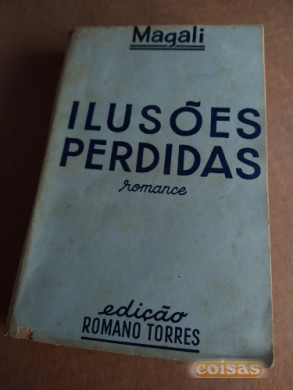 Magali
ILUSÕES
PERDIDAS
romance
edição
ROMANO TORRES
coisas